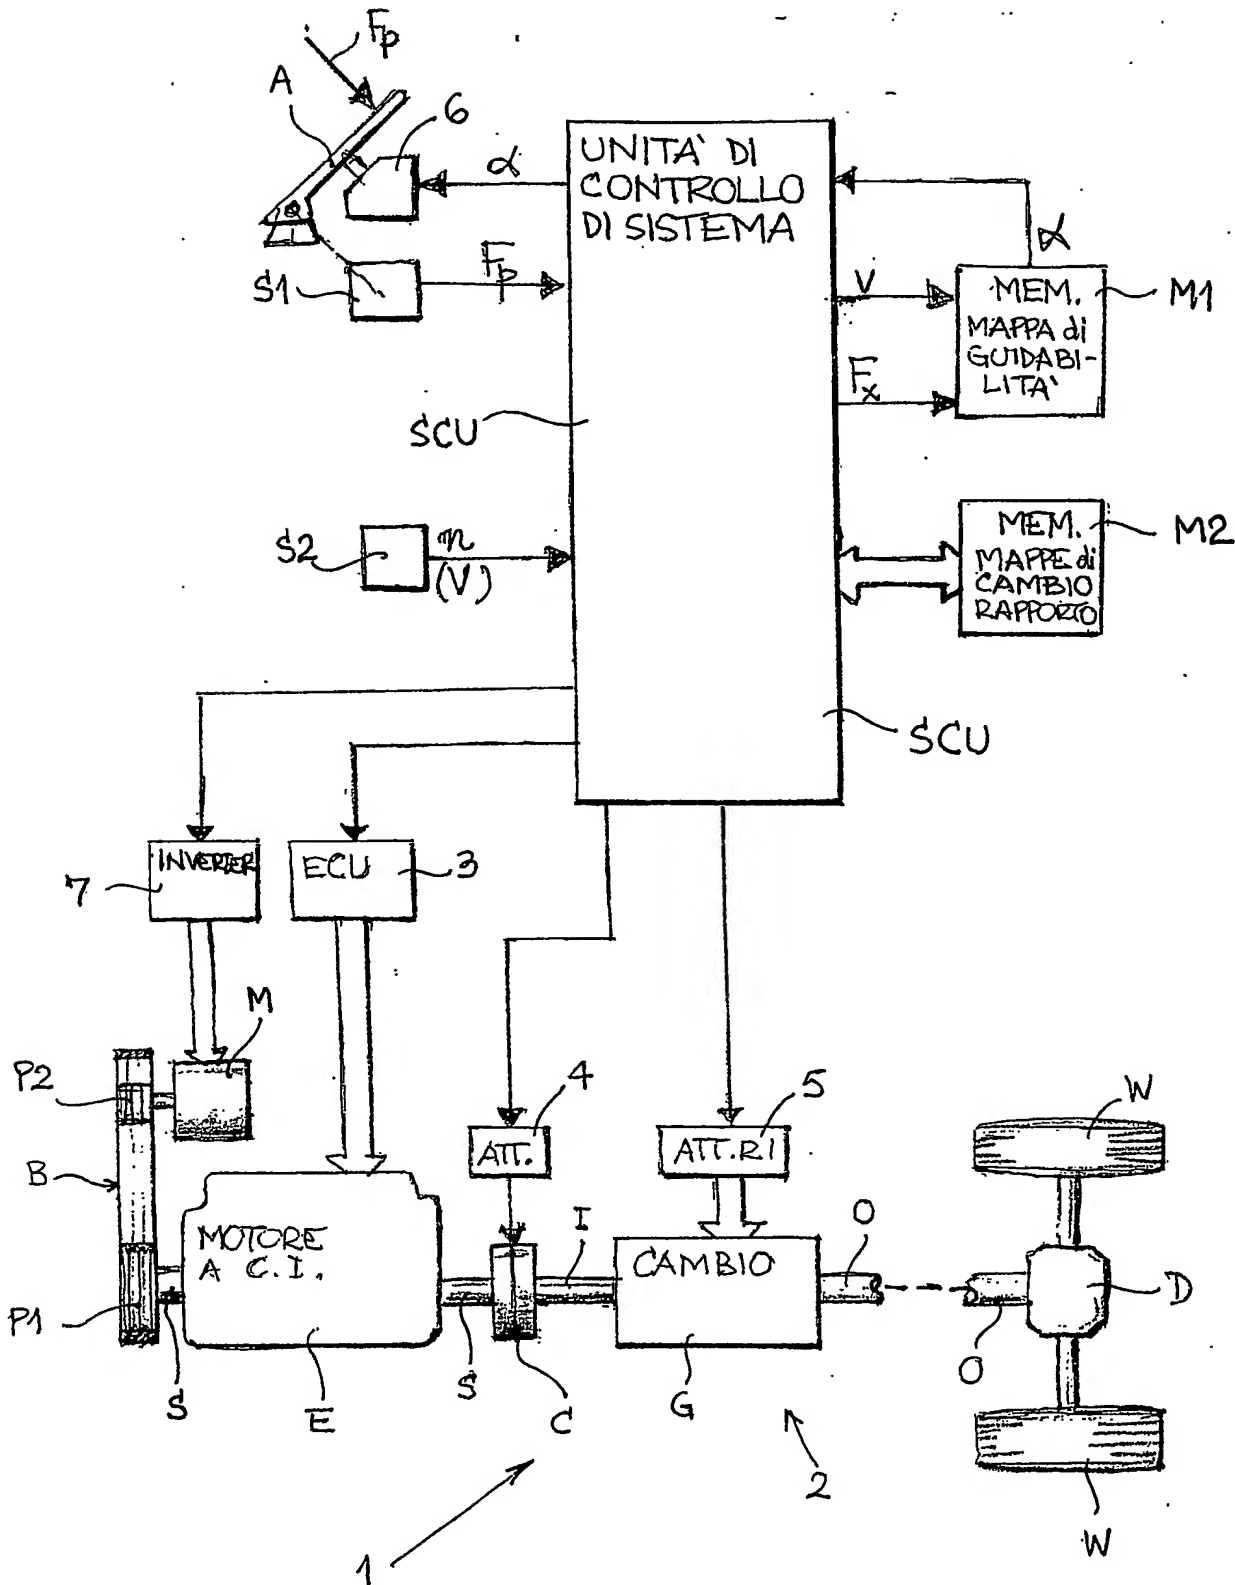 Fp
A
6
α
UNITÀ DI
CONTROLLO
DI SISTEMA
α
S1
Fp
V
MEM.
MAPPA di
GUIDABI-
LITÀ
M1
Fx
SCU
S2
n
(V)
MEM.
MAPPE di
CAMBIO
RAPPORTO
M2
SCU
INVERTER
7
ECU
3
M
P2
4
5
W
ATT.
ATT.RI
B
MOTORE
A C.I.
I
CAMBIO
O
D
P1
S
E
S
C
G
O
2
W
1